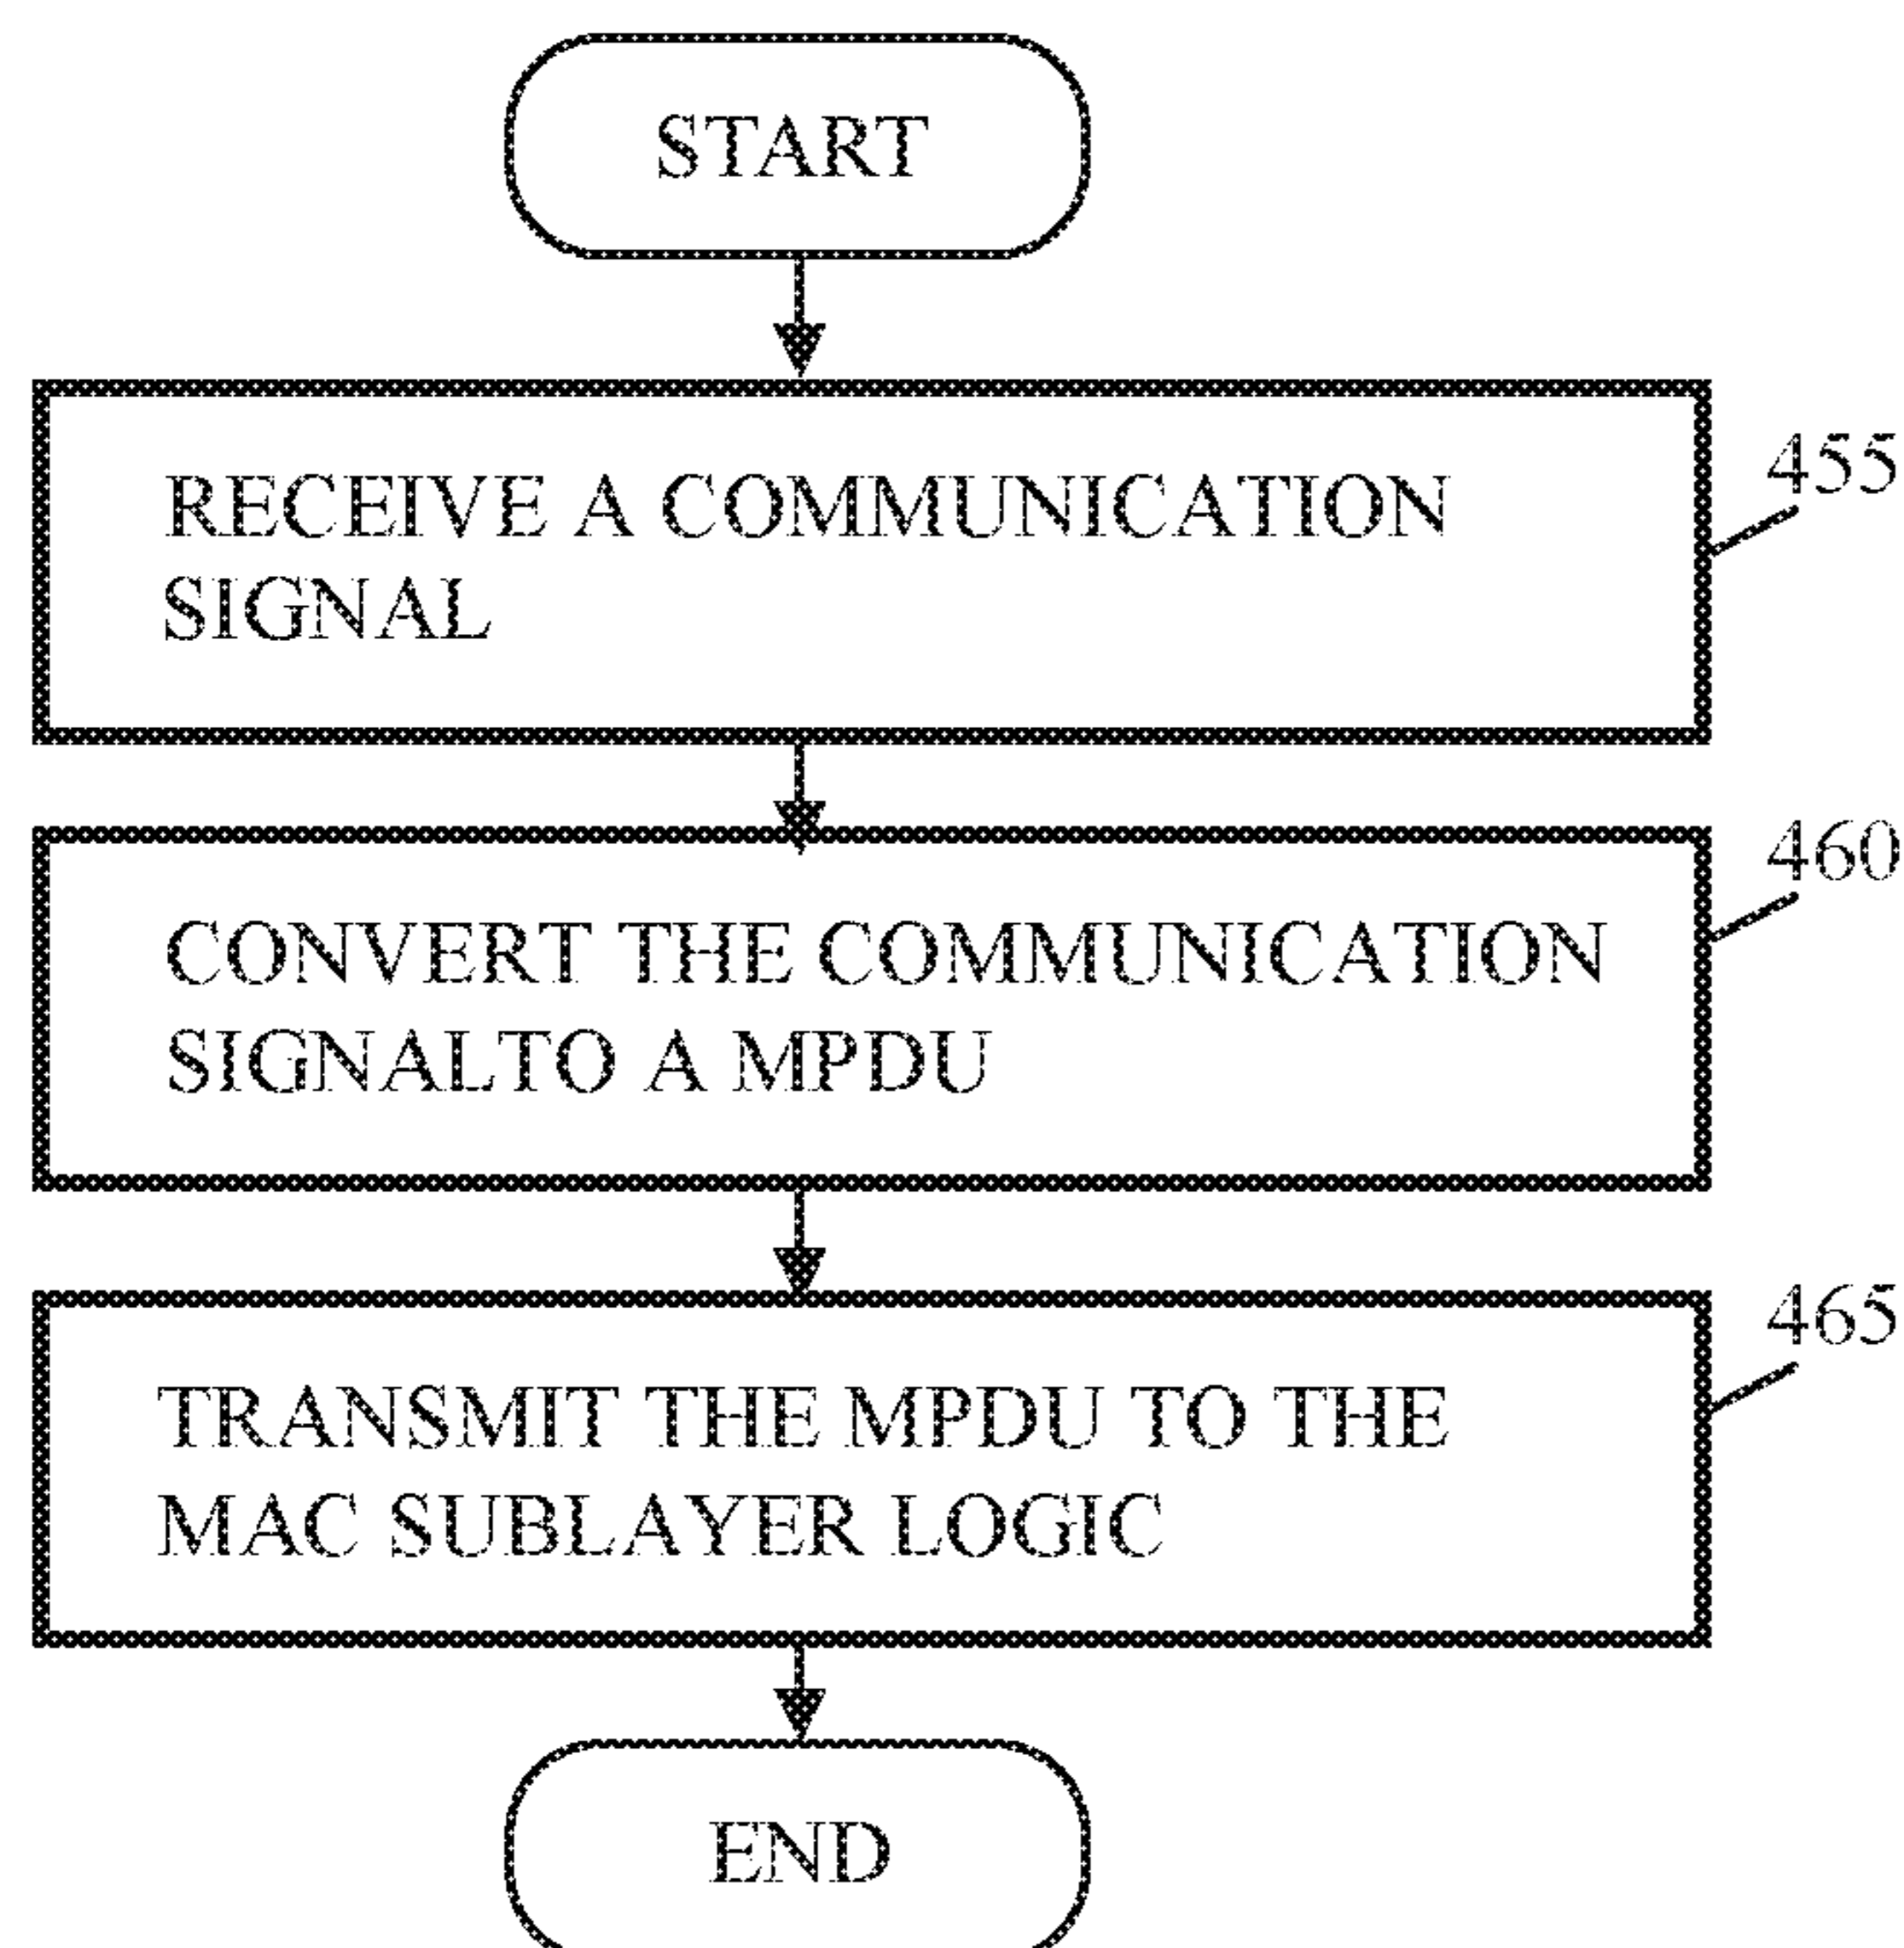 START
RECEIVE A COMMUNICATION
SIGNAL
455
CONVERT THE COMMUNICATION
SIGNALTO A MPDU
460
TRANSMIT THE MPDU TO THE
MAC SUBLAYER LOGIC
465
END